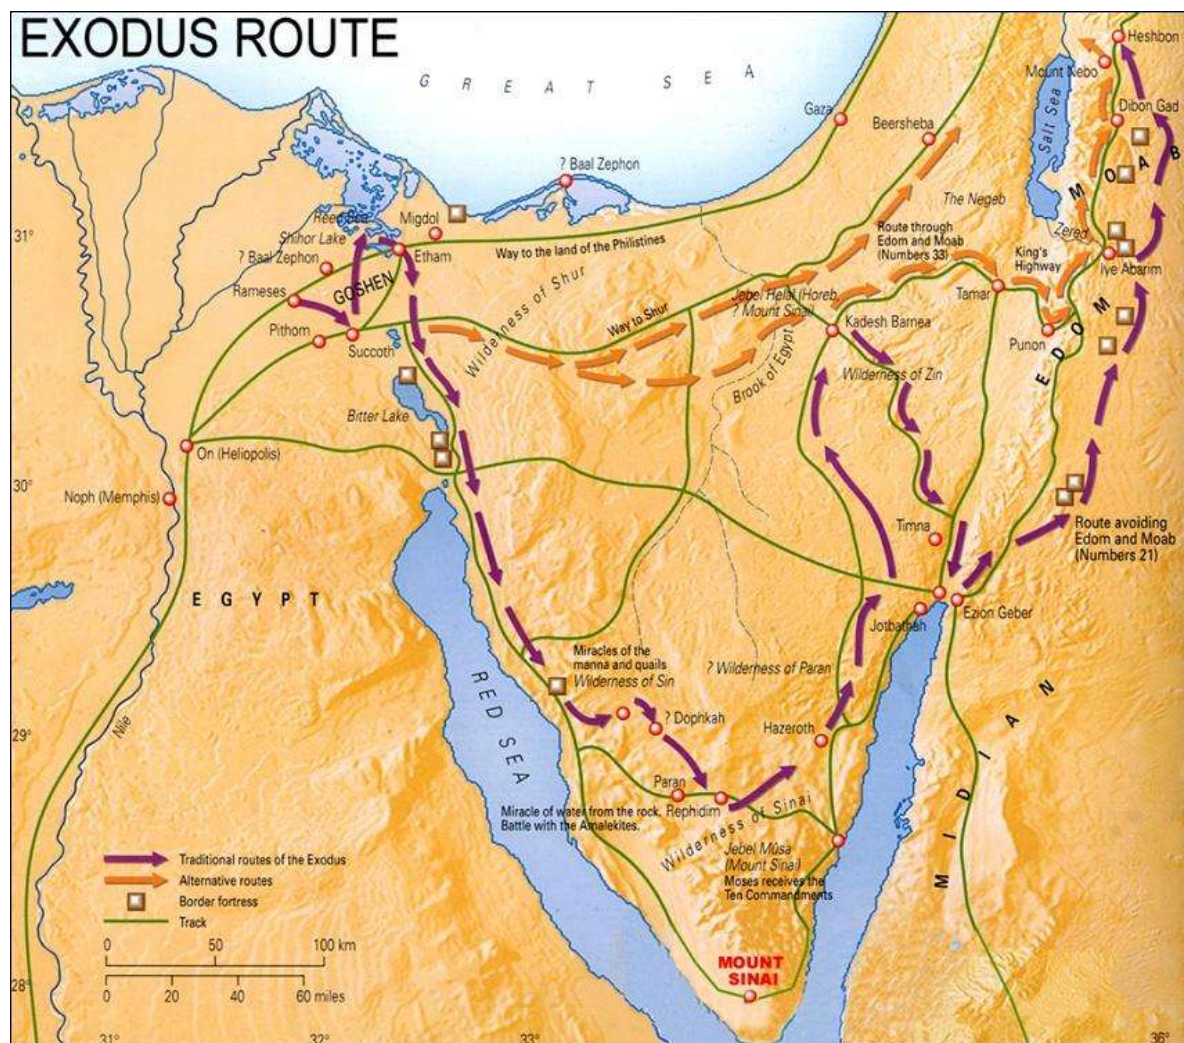 EXODUS ROUTE
GREAT SEA
Heshbon
Mount Nebo
Salt Sea
Dibon Gad
Gaza
Beersheba
? Baal Zephon
MOAB
The Negeb
Reed Sea
Migdol
31°
Shihor Lake
Etham
Way to the land of the Philistines
Route through
Edom and Moab
(Numbers 33)
Zered
King's
Highway
Iye Abarim
? Baal Zephon
GOSHEN
Rameses
Wilderness of Shur
Jebel Helal (Horeb,
? Mount Sinai)
Tamar
Pithom
Succoth
Way to Shur
Kadesh Barnea
Punon
EDOM
Brook of Egypt
Wilderness of Zin
Bitter Lake
On (Heliopolis)
30°
Noph (Memphis)
Timna
Route avoiding
Edom and Moab
(Numbers 21)
EGYPT
Jotbathah
Ezion Geber
Miracles of the
manna and quails
Wilderness of Sin
? Wilderness of Paran
RED SEA
MIDIAN
Nile
29°
? Dophkah
Hazeroth
Paran
Miracle of water from the rock.
Rephidim
Battle with the Amalekites.
Wilderness of Sinai
Jebel Mûsa
(Mount Sinai)
Moses receives the
Ten Commandments
Traditional routes of the Exodus
Alternative routes
Border fortress
Track
0 50 100 km
0 20 40 60 miles
MOUNT
SINAI
28°
31° 32° 33° 36°